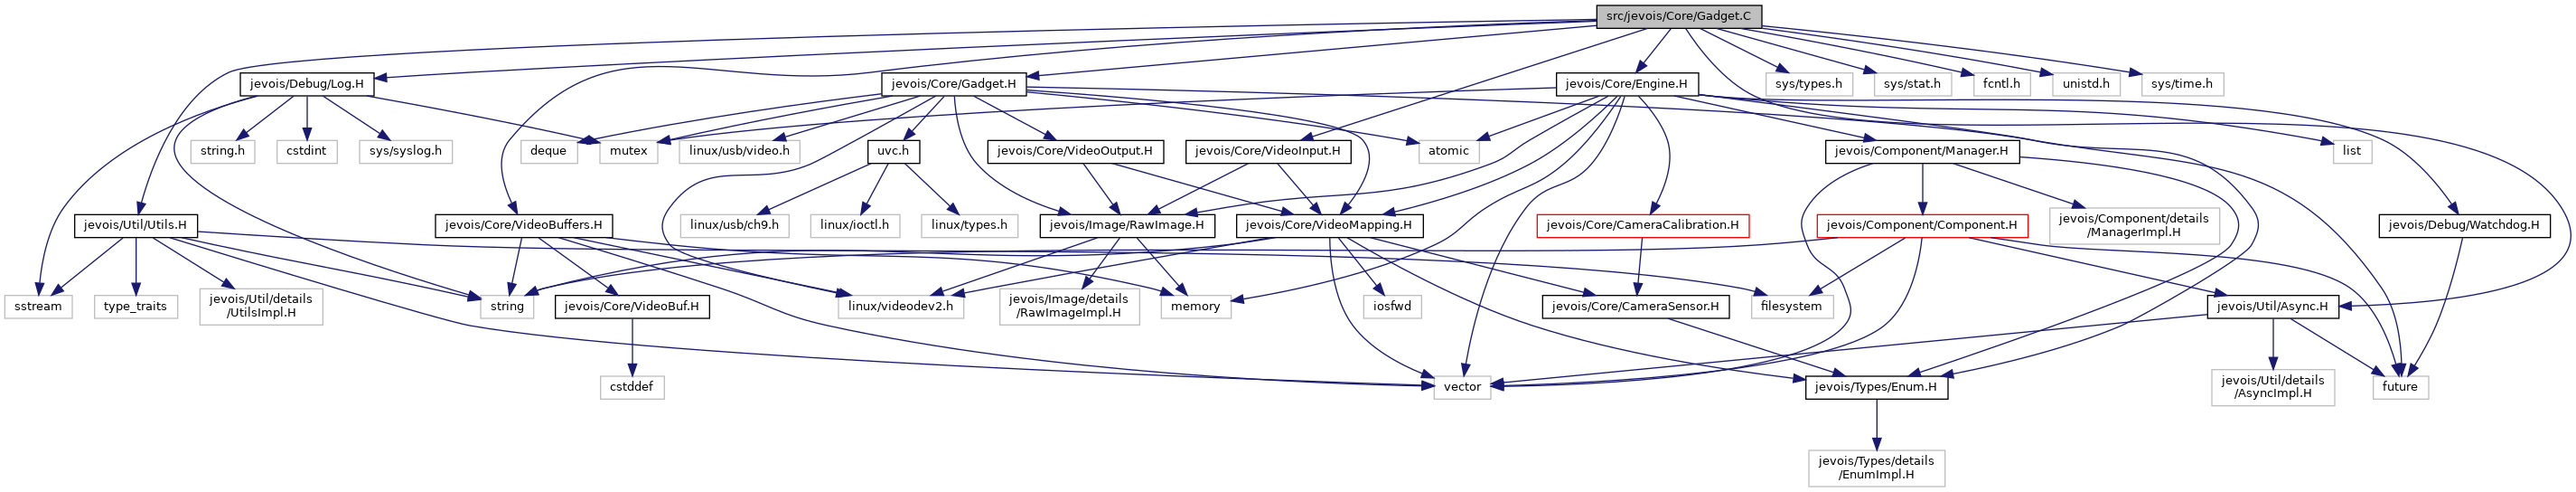 src/jevois/Core/Gadget.C
jevois/Debug/Log.H
jevois/Core/Gadget.H
jevois/Core/Engine.H
sys/types.h
sys/stat.h
fcntl.h
unistd.h
sys/time.h
string.h
cstdint
sys/syslog.h
deque
mutex
linux/usb/video.h
uvc.h
jevois/Core/VideoOutput.H
jevois/Core/VideoInput.H
atomic
jevois/Component/Manager.H
list
jevois/Util/Utils.H
jevois/Core/VideoBuffers.H
linux/usb/ch9.h
linux/ioctl.h
linux/types.h
jevois/Image/RawImage.H
jevois/Core/VideoMapping.H
jevois/Core/CameraCalibration.H
jevois/Component/Component.H
jevois/Component/details
/ManagerImpl.H
jevois/Debug/Watchdog.H
sstream
type_traits
jevois/Util/details
/UtilsImpl.H
string
jevois/Core/VideoBuf.H
linux/videodev2.h
jevois/Image/details
/RawImageImpl.H
memory
iosfwd
jevois/Core/CameraSensor.H
filesystem
jevois/Util/Async.H
cstddef
vector
jevois/Types/Enum.H
jevois/Util/details
/AsyncImpl.H
future
jevois/Types/details
/EnumImpl.H